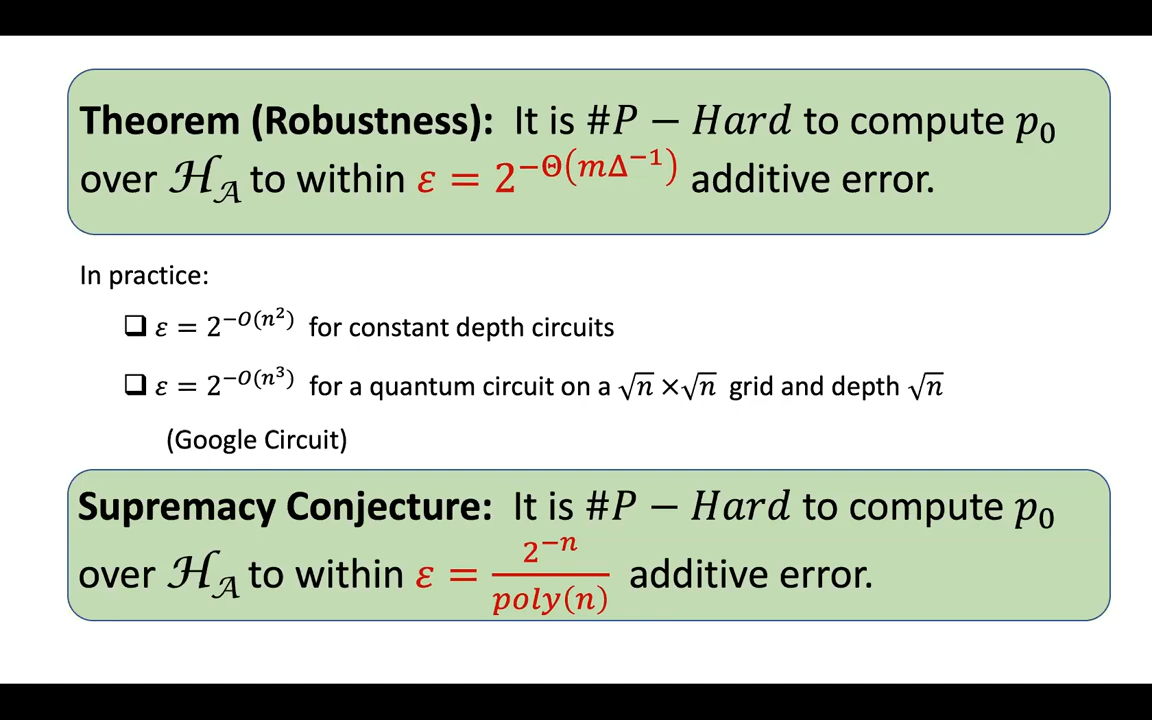 Theorem (Robustness): It is #P − Hard to compute p₀
over ℋ_𝒜 to within ε = 2^{−Θ(mΔ^{−1})} additive error.
In practice:
❑ ε = 2^{−O(n²)} for constant depth circuits
❑ ε = 2^{−O(n³)} for a quantum circuit on a √n ×√n grid and depth √n
(Google Circuit)
Supremacy Conjecture: It is #P − Hard to compute p₀
over ℋ_𝒜 to within ε = 2^{−n}/poly(n) additive error.